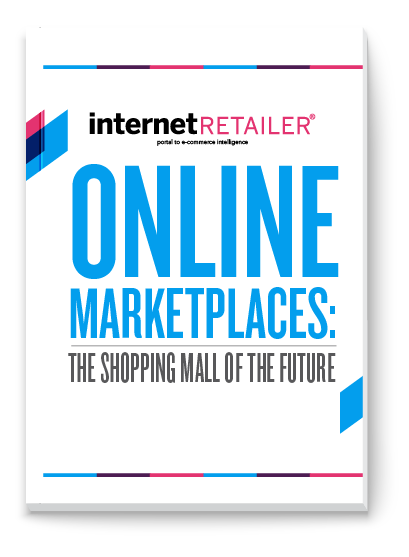 internetRETAILER®
portal to e-commerce intelligence
ONLINE
MARKETPLACES:
THE SHOPPING MALL OF THE FUTURE